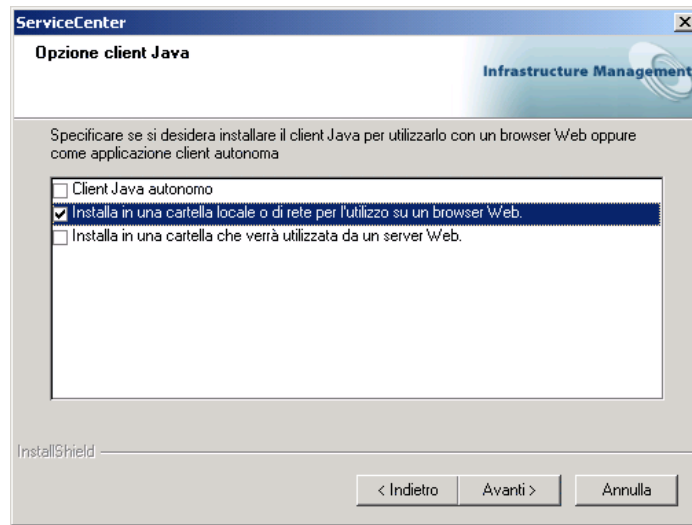 ServiceCenter
Opzione client Java
Infrastructure Management
Specificare se si desidera installare il client Java per utilizzarlo con un browser Web oppure
come applicazione client autonoma
Client Java autonomo
Installa in una cartella locale o di rete per l'utilizzo su un browser Web.
Installa in una cartella che verrà utilizzata da un server Web.
InstallShield
< Indietro
Avanti >
Annulla